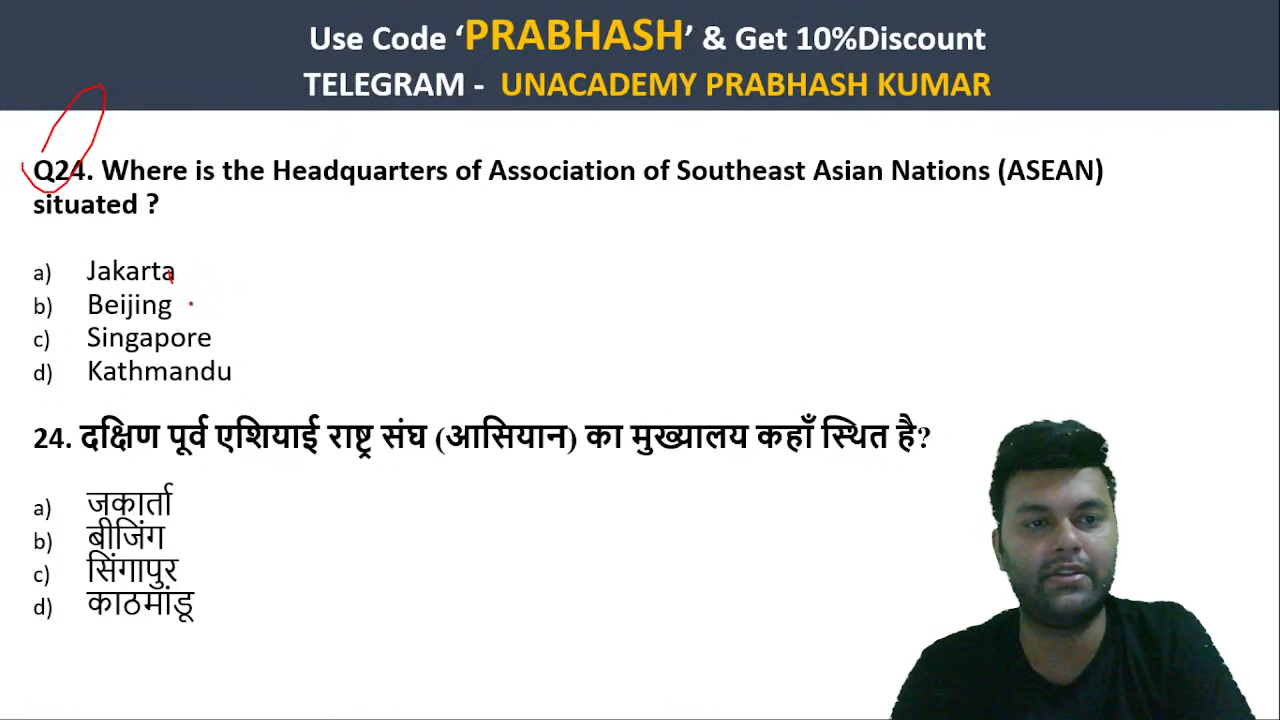 Use Code ‘PRABHASH’ & Get 10%Discount
TELEGRAM - UNACADEMY PRABHASH KUMAR
Q24. Where is the Headquarters of Association of Southeast Asian Nations (ASEAN)
situated ?
a) Jakarta
b) Beijing
c) Singapore
d) Kathmandu
24. दक्षिण पूर्व एशियाई राष्ट्र संघ (आसियान) का मुख्यालय कहाँ स्थित है?
a) जकार्ता
b) बीजिंग
c) सिंगापुर
d) काठमांडू